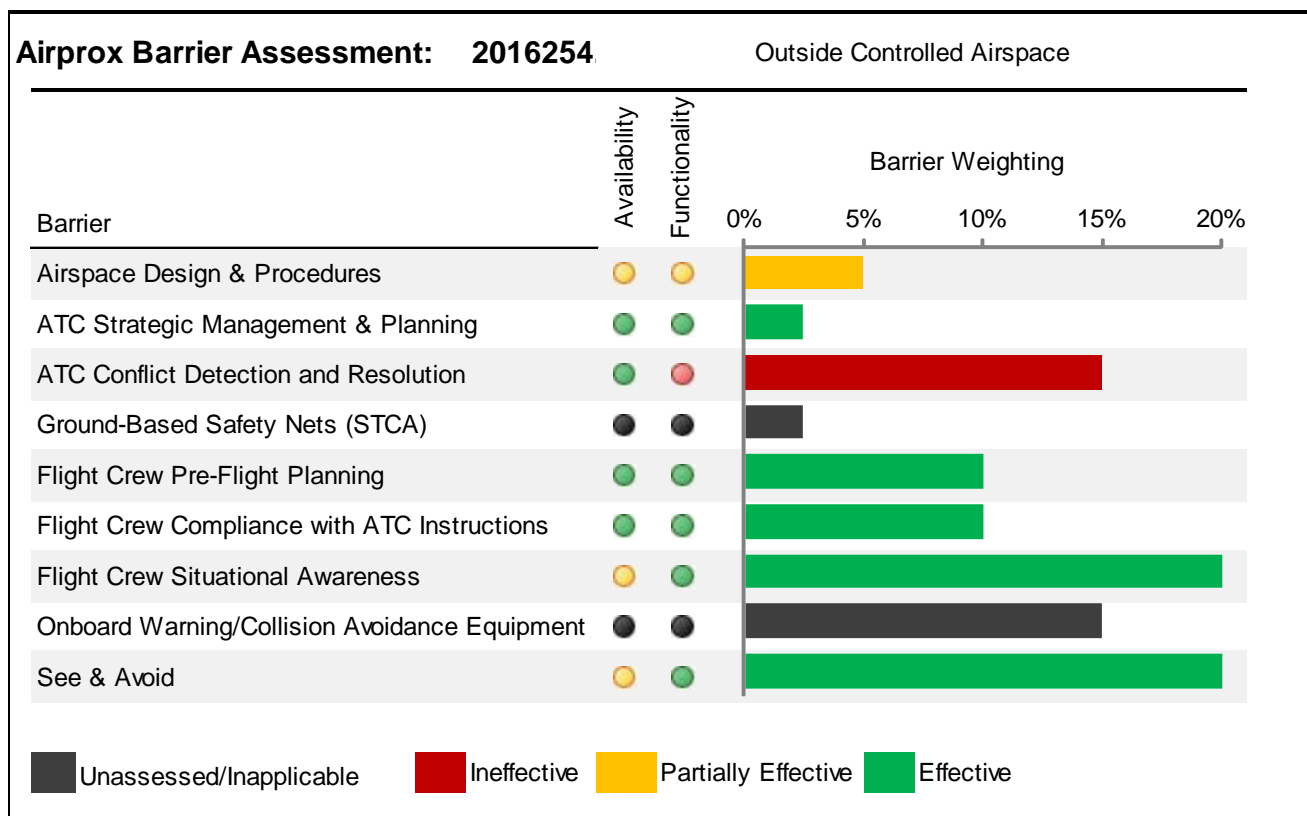 Airprox Barrier Assessment: 2016254. Outside Controlled Airspace
Availability
Functionality
Barrier Weighting
Barrier
0% 5% 10% 15% 20%
Airspace Design & Procedures
ATC Strategic Management & Planning
ATC Conflict Detection and Resolution
Ground-Based Safety Nets (STCA)
Flight Crew Pre-Flight Planning
Flight Crew Compliance with ATC Instructions
Flight Crew Situational Awareness
Onboard Warning/Collision Avoidance Equipment
See & Avoid
Unassessed/Inapplicable Ineffective Partially Effective Effective